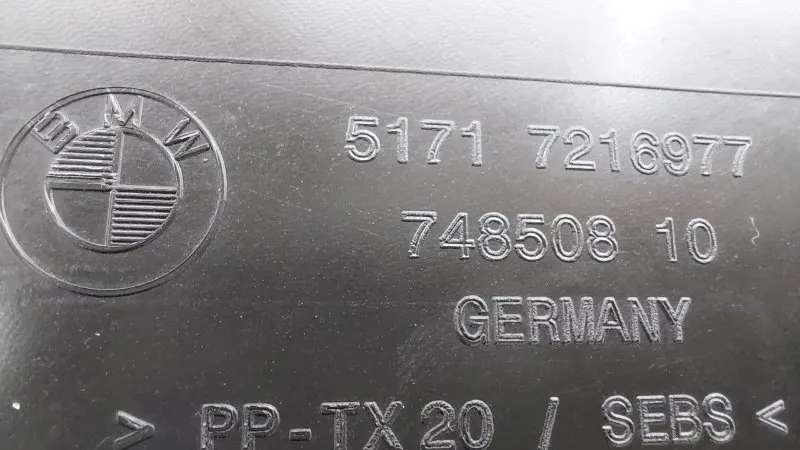 BMW
5171 7216977
748508 10
GERMANY
> PP-TX20 / SEBS <